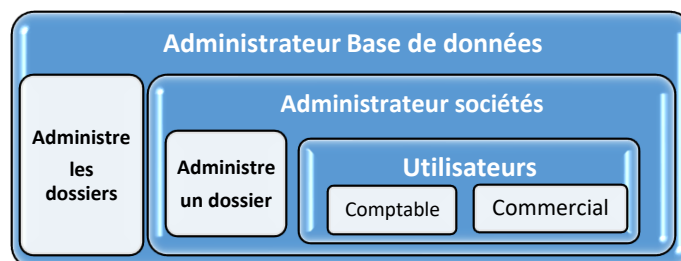 Administrateur Base de données
Administrateur sociétés
Administre
les
dossiers
Administre
un dossier
Utilisateurs
Comptable
Commercial